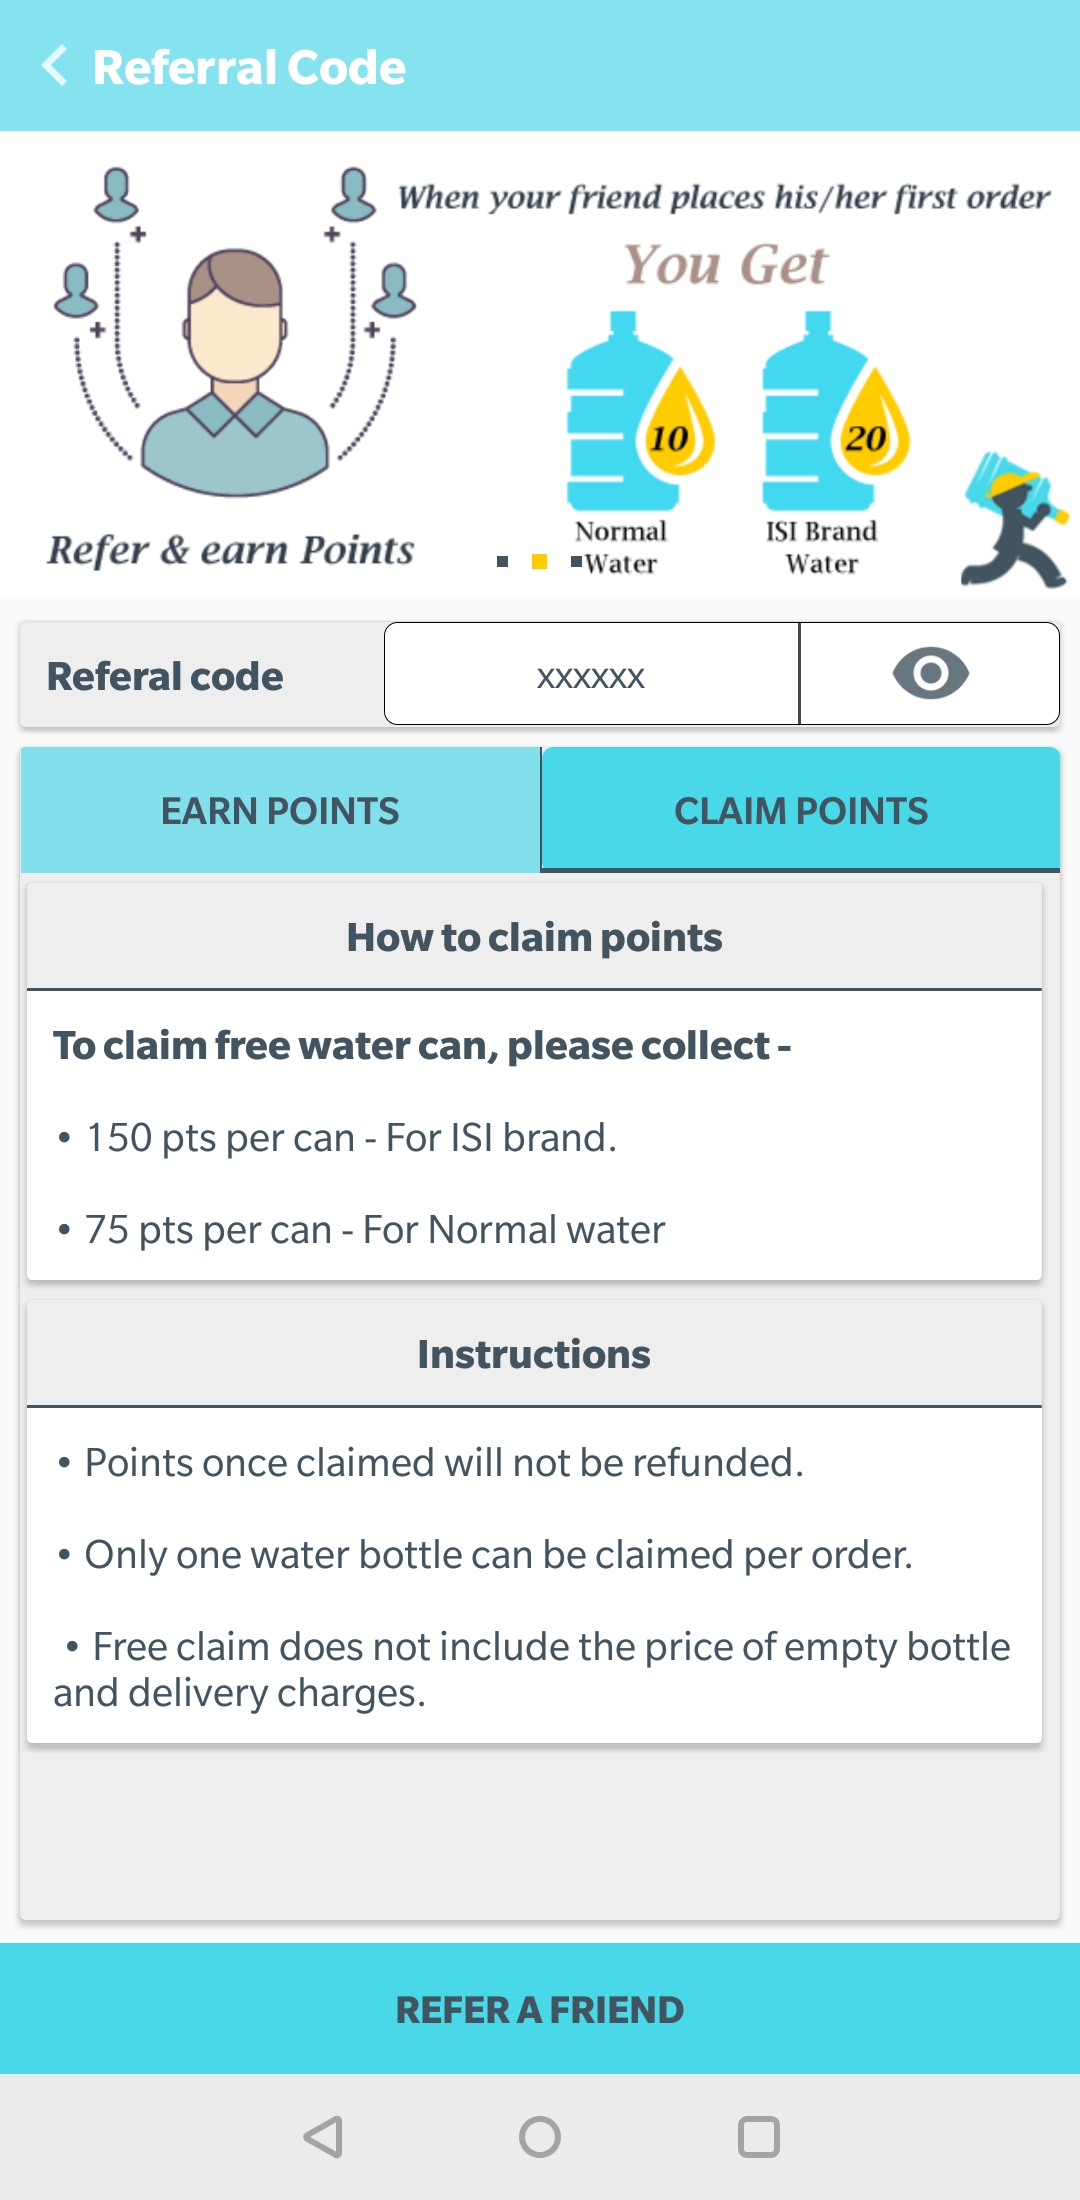 Referral Code
When your friend places his/her first order
You Get
10
20
Normal
Water
ISI Brand
Water
Refer & earn Points
Referal code
xxxxxx
EARN POINTS
CLAIM POINTS
How to claim points
To claim free water can, please collect -
• 150 pts per can - For ISI brand.
• 75 pts per can - For Normal water
Instructions
• Points once claimed will not be refunded.
• Only one water bottle can be claimed per order.
• Free claim does not include the price of empty bottle
and delivery charges.
REFER A FRIEND